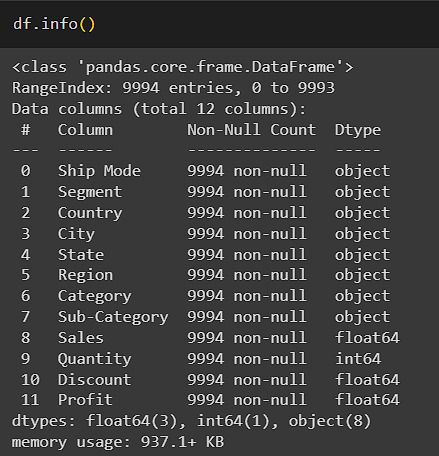 df.info()
<class 'pandas.core.frame.DataFrame'>
RangeIndex: 9994 entries, 0 to 9993
Data columns (total 12 columns):
 #   Column        Non-Null Count  Dtype
---  ------        --------------  -----
 0   Ship Mode     9994 non-null   object
 1   Segment       9994 non-null   object
 2   Country       9994 non-null   object
 3   City          9994 non-null   object
 4   State         9994 non-null   object
 5   Region        9994 non-null   object
 6   Category      9994 non-null   object
 7   Sub-Category  9994 non-null   object
 8   Sales         9994 non-null   float64
 9   Quantity      9994 non-null   int64
 10  Discount      9994 non-null   float64
 11  Profit        9994 non-null   float64
dtypes: float64(3), int64(1), object(8)
memory usage: 937.1+ KB